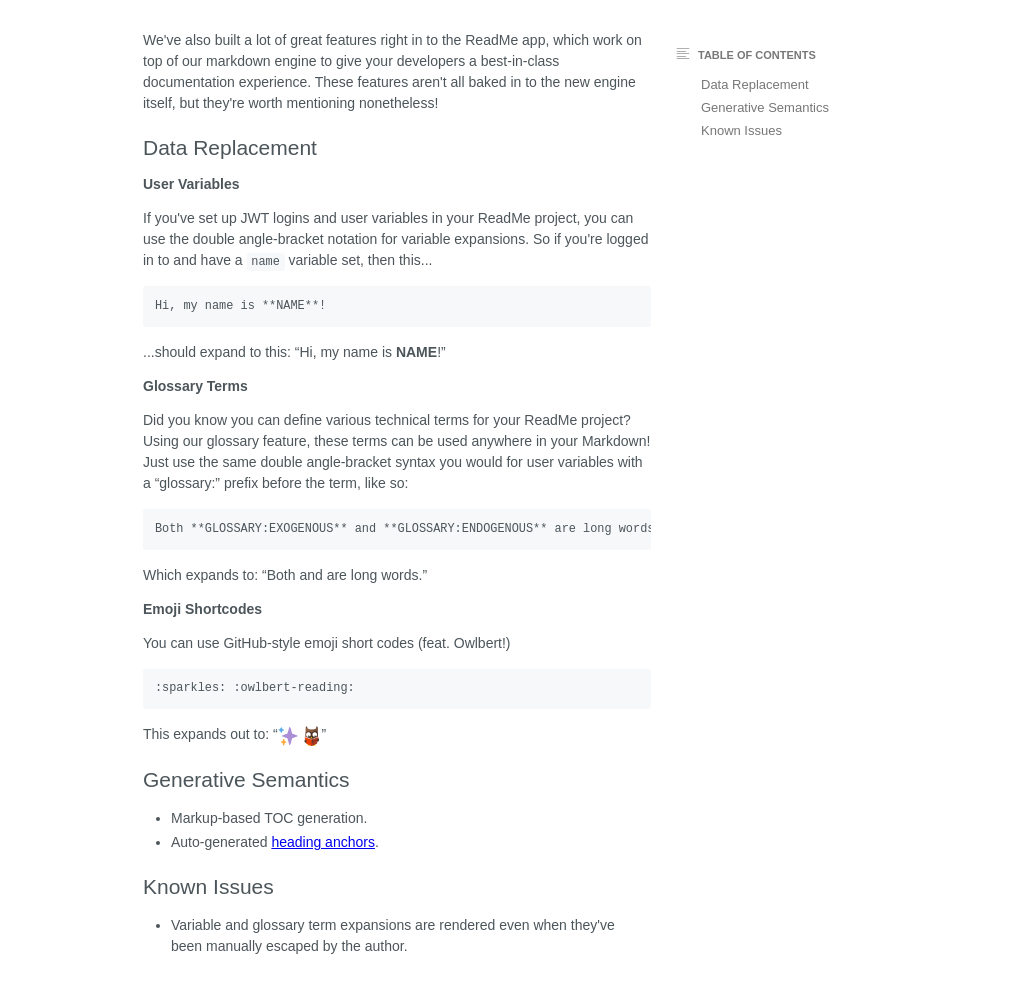 We've also built a lot of great features right in to the ReadMe app, which work on
top of our markdown engine to give your developers a best-in-class
documentation experience. These features aren't all baked in to the new engine
itself, but they're worth mentioning nonetheless!
TABLE OF CONTENTS
Data Replacement
Generative Semantics
Known Issues
Data Replacement
User Variables
If you've set up JWT logins and user variables in your ReadMe project, you can
use the double angle-bracket notation for variable expansions. So if you're logged
in to and have a name variable set, then this...
Hi, my name is **NAME**!
...should expand to this: “Hi, my name is NAME!”
Glossary Terms
Did you know you can define various technical terms for your ReadMe project?
Using our glossary feature, these terms can be used anywhere in your Markdown!
Just use the same double angle-bracket syntax you would for user variables with
a “glossary:” prefix before the term, like so:
Both **GLOSSARY:EXOGENOUS** and **GLOSSARY:ENDOGENOUS** are long words
Which expands to: “Both and are long words.”
Emoji Shortcodes
You can use GitHub-style emoji short codes (feat. Owlbert!)
:sparkles: :owlbert-reading:
This expands out to: “✨ ”
Generative Semantics
• Markup-based TOC generation.
• Auto-generated heading anchors.
Known Issues
• Variable and glossary term expansions are rendered even when they've
been manually escaped by the author.